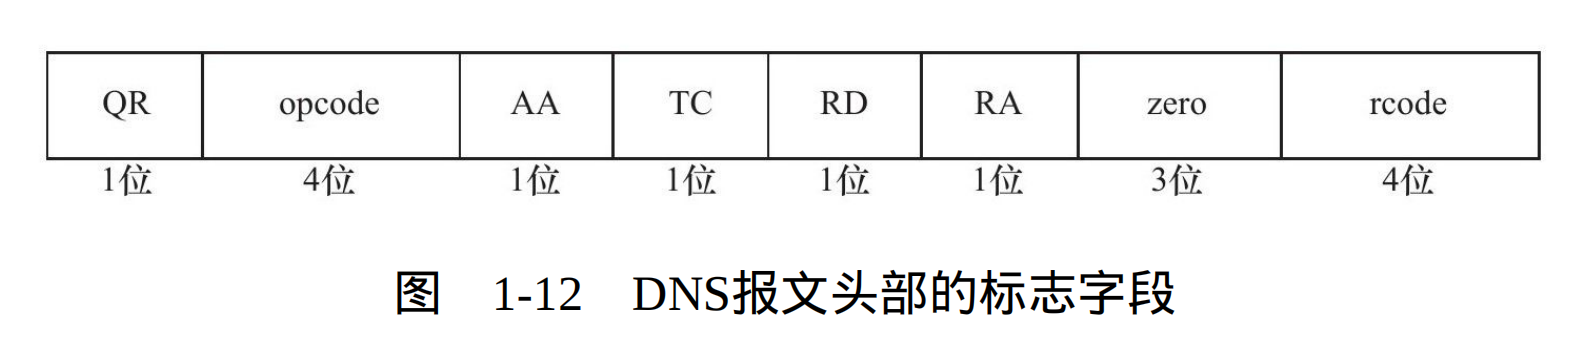 QR opcode AA TC RD RA zero rcode
1位 4位 1位 1位 1位 1位 3位 4位
图 1-12 DNS报文头部的标志字段